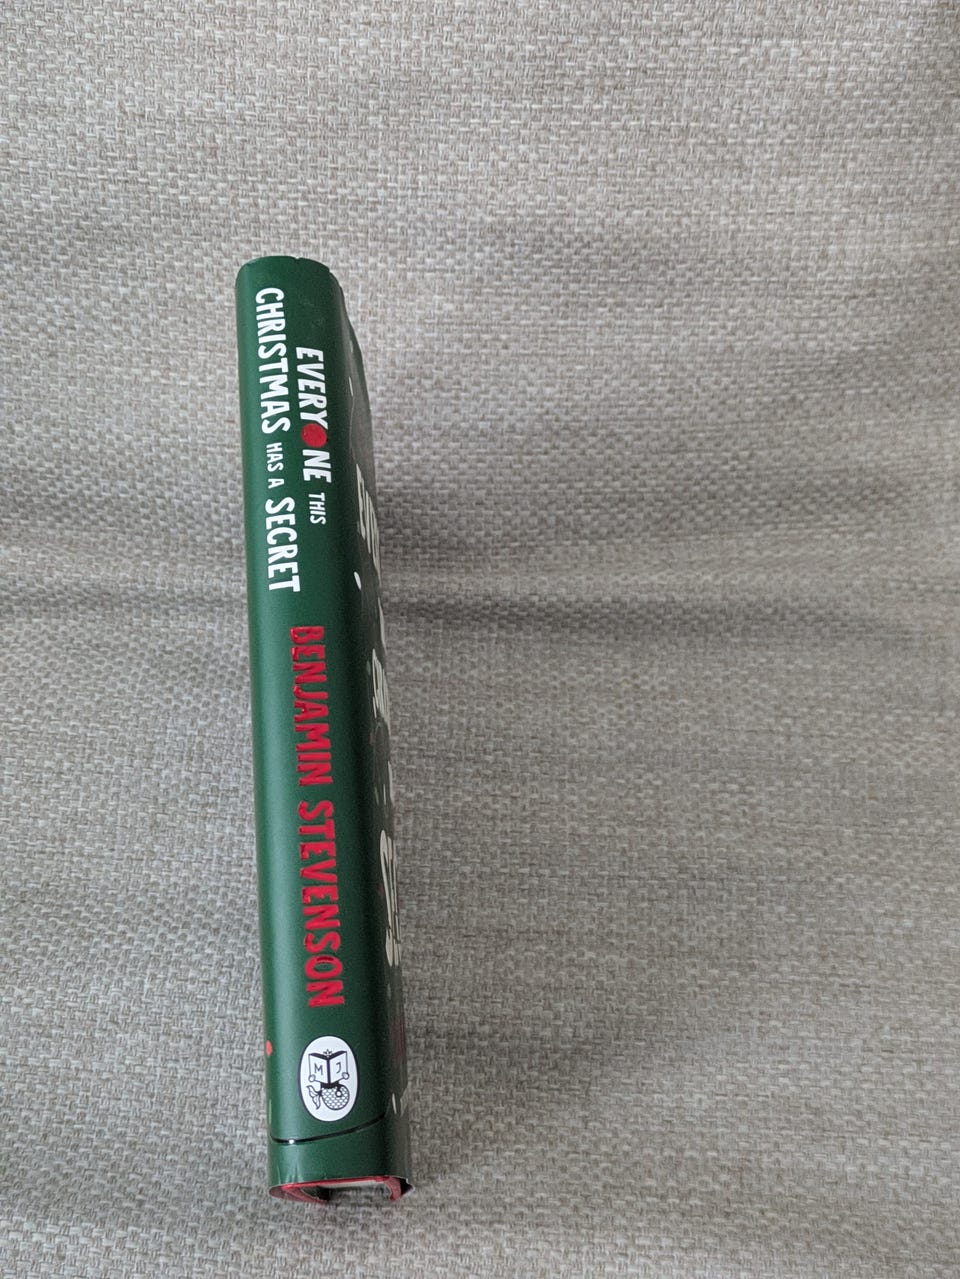 EVERYONE THIS
CHRISTMAS HAS A SECRET
BENJAMIN STEVENSON
M J